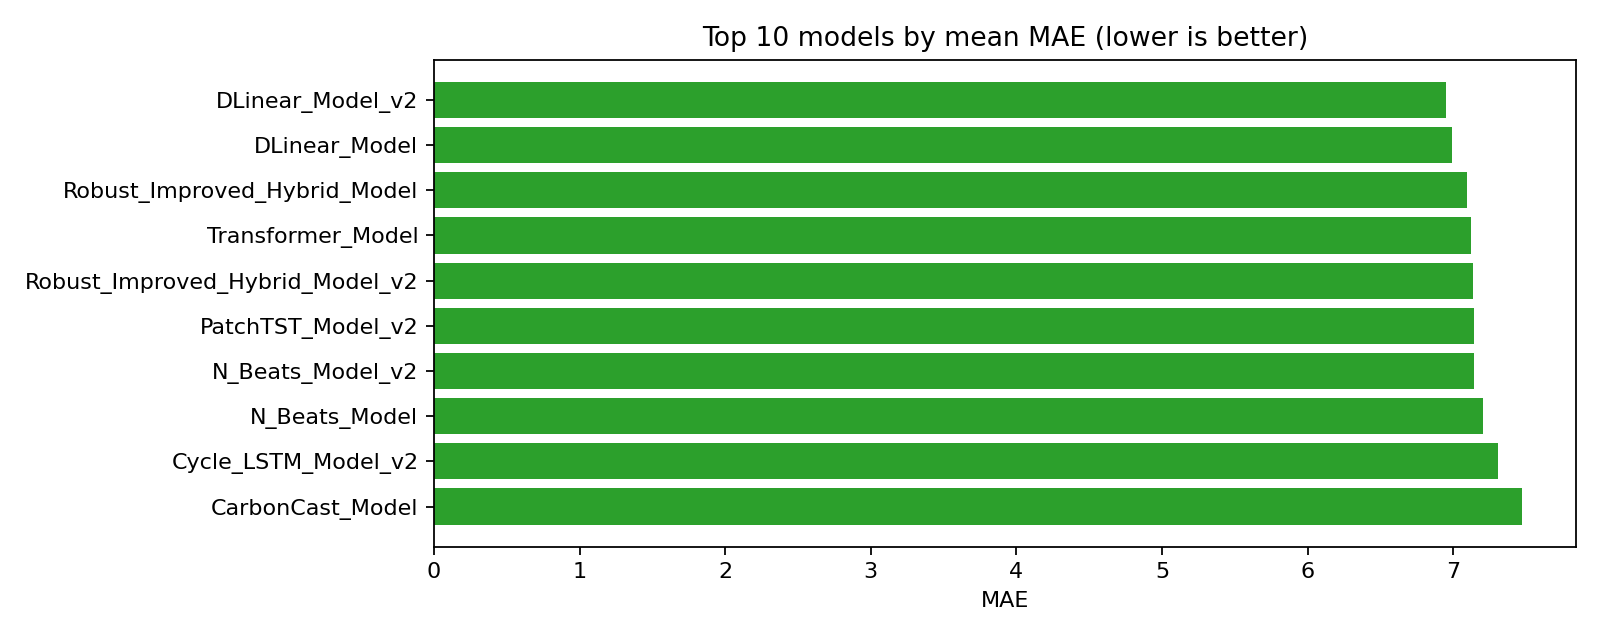 Top 10 models by mean MAE (lower is better)
DLinear_Model_v2
DLinear_Model
Robust_Improved_Hybrid_Model
Transformer_Model
Robust_Improved_Hybrid_Model_v2
PatchTST_Model_v2
N_Beats_Model_v2
N_Beats_Model
Cycle_LSTM_Model_v2
CarbonCast_Model
0 1 2 3 4 5 6 7
MAE